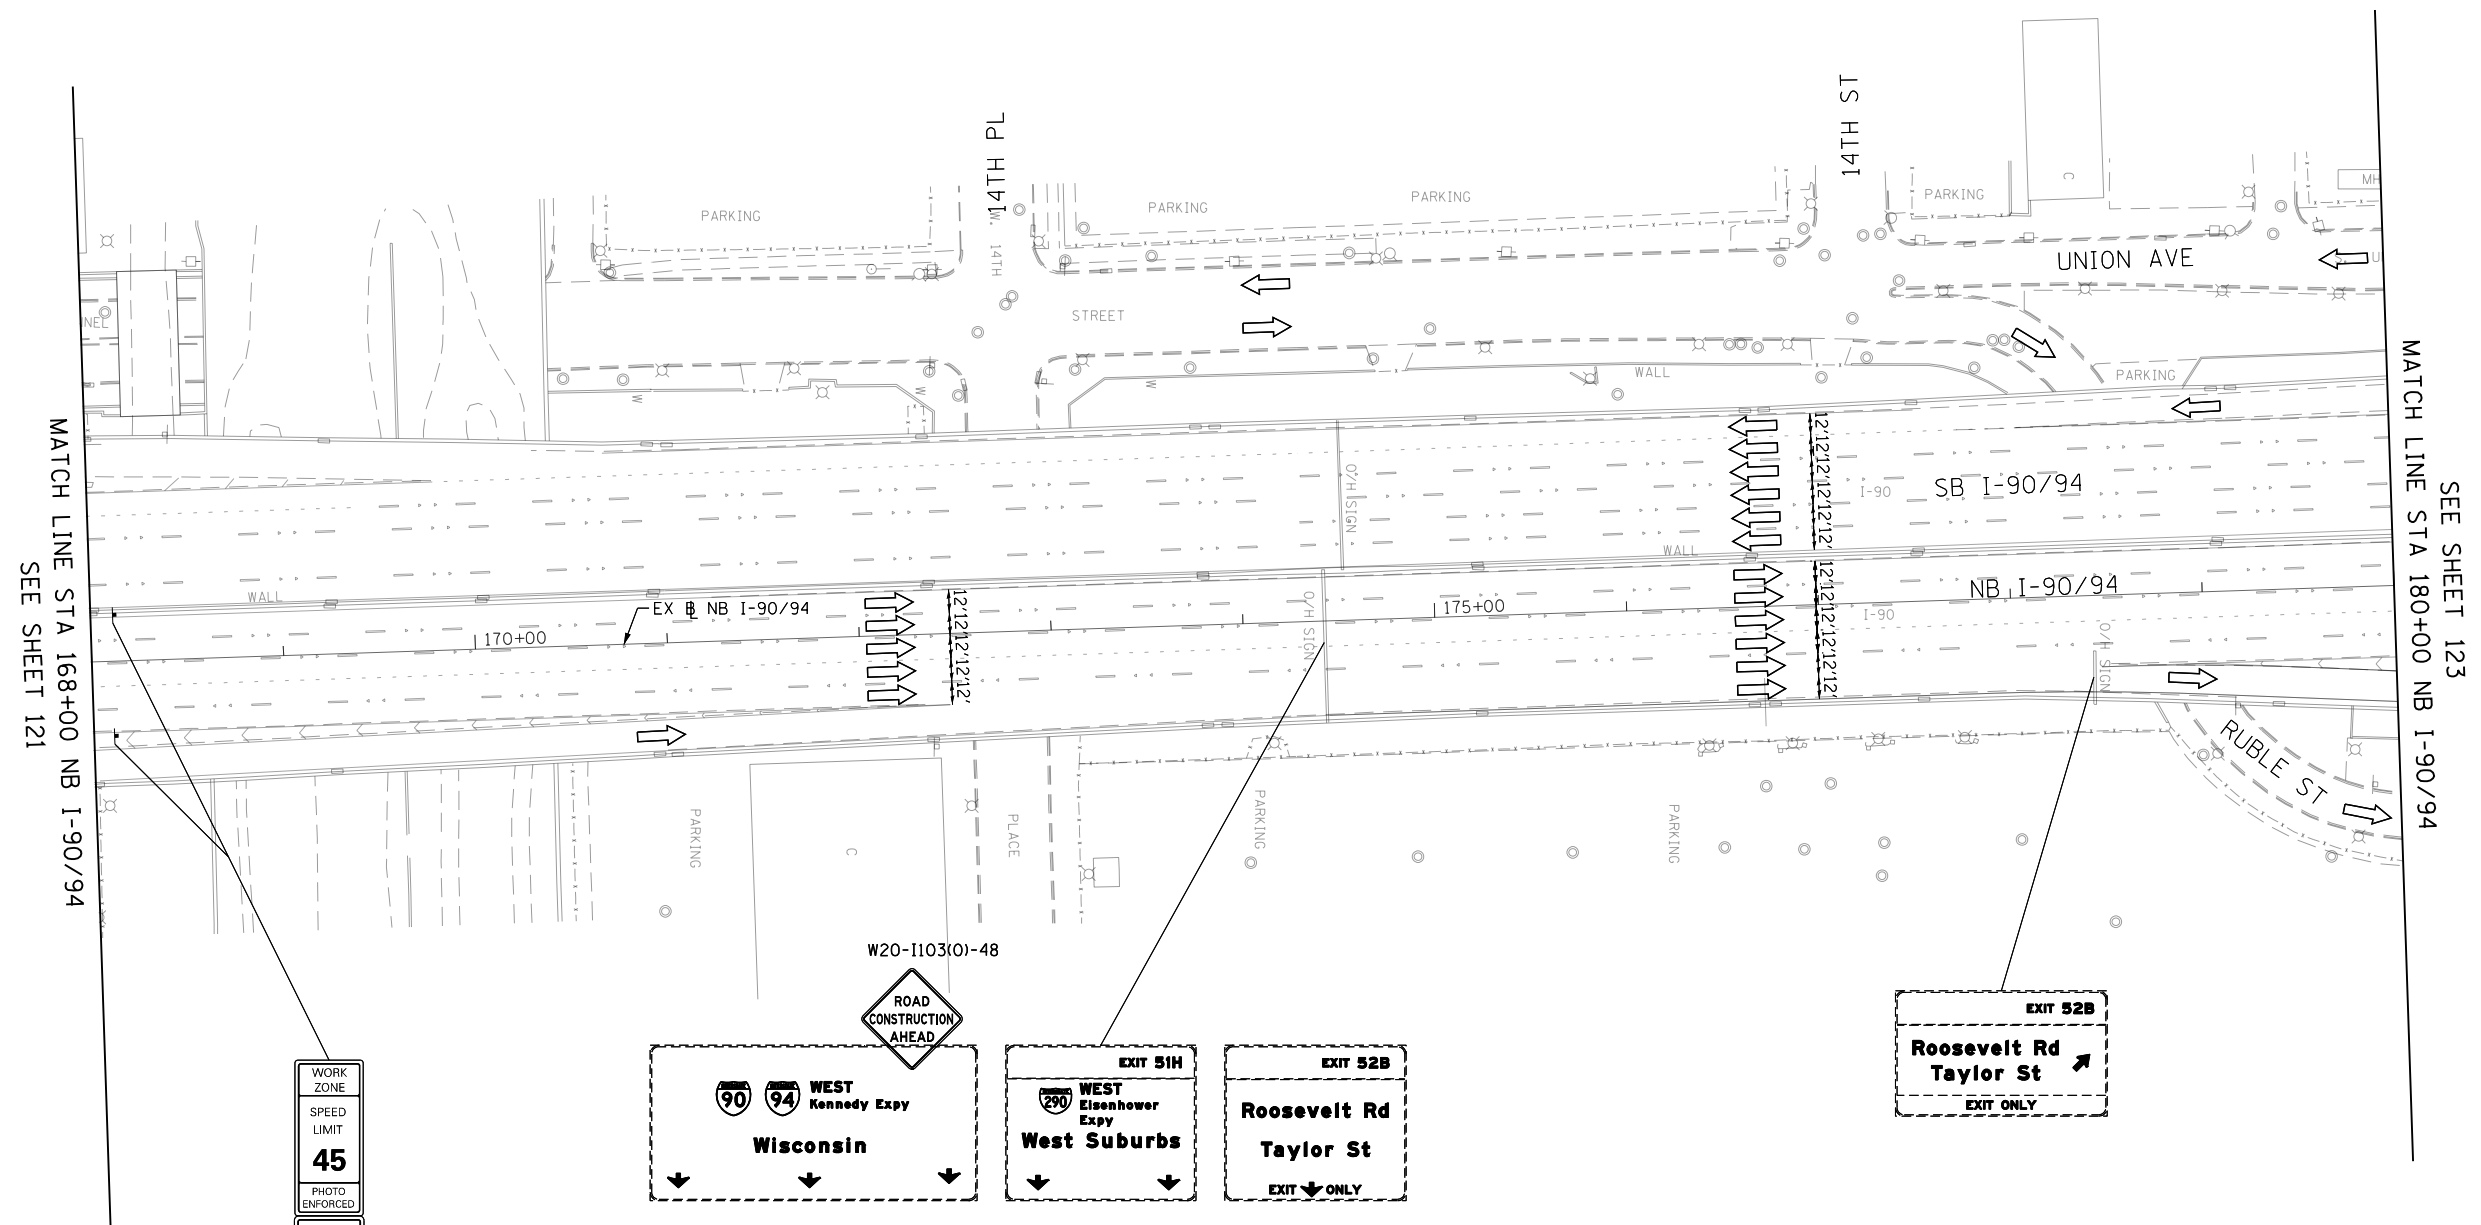 14TH PL
14TH ST
PARKING
PARKING
PARKING
PARKING
C
MH
W. 14TH
UNION AVE
STREET
WALL
PARKING
W
W
O/H SIGN
I-90
SB I-90/94
12' 12' 12' 12' 12' 12'
WALL
WALL
EX ℄ NB I-90/94
170+00
12' 12' 12' 12' 12'
O/H SIGN
175+00
12' 12' 12' 12' 12' 12'
NB I-90/94
I-90
O/H SIGN
MATCH LINE STA 168+00 NB I-90/94
SEE SHEET 121
MATCH LINE STA 180+00 NB I-90/94
SEE SHEET 123
RUBLE ST
PARKING
C
PLACE
PARKING
PARKING
W20-I103(O)-48
ROAD
CONSTRUCTION
AHEAD
WORK
ZONE
SPEED
LIMIT
45
PHOTO
ENFORCED
90 94 WEST
Kennedy Expy
Wisconsin
EXIT 51H
290 WEST
Eisenhower
Expy
West Suburbs
EXIT 52B
Roosevelt Rd
Taylor St
EXIT ONLY
EXIT 52B
Roosevelt Rd
Taylor St
EXIT ONLY